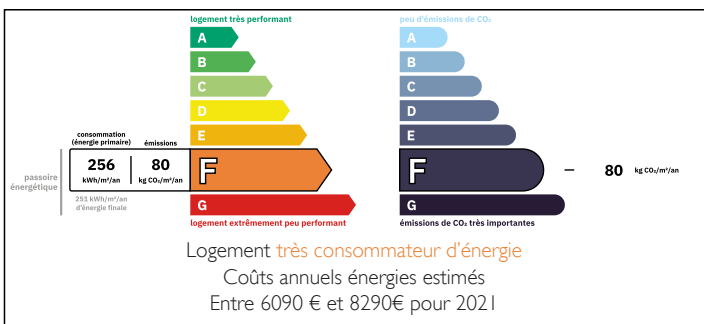 logement très performant
A
B
C
D
E
F
G
logement extrêmement peu performant
consommation
(énergie primaire)
émissions
256
80
kWh/m²/an
kg CO₂/m²/an
passoire
énergétique
251 kWh/m²/an
d'énergie finale
peu d'émissions de CO₂
A
B
C
D
E
F
G
80 kg CO₂/m²/an
émissions de CO₂ très importantes
Logement très consommateur d'énergie
Coûts annuels énergies estimés
Entre 6090 € et 8290€ pour 2021